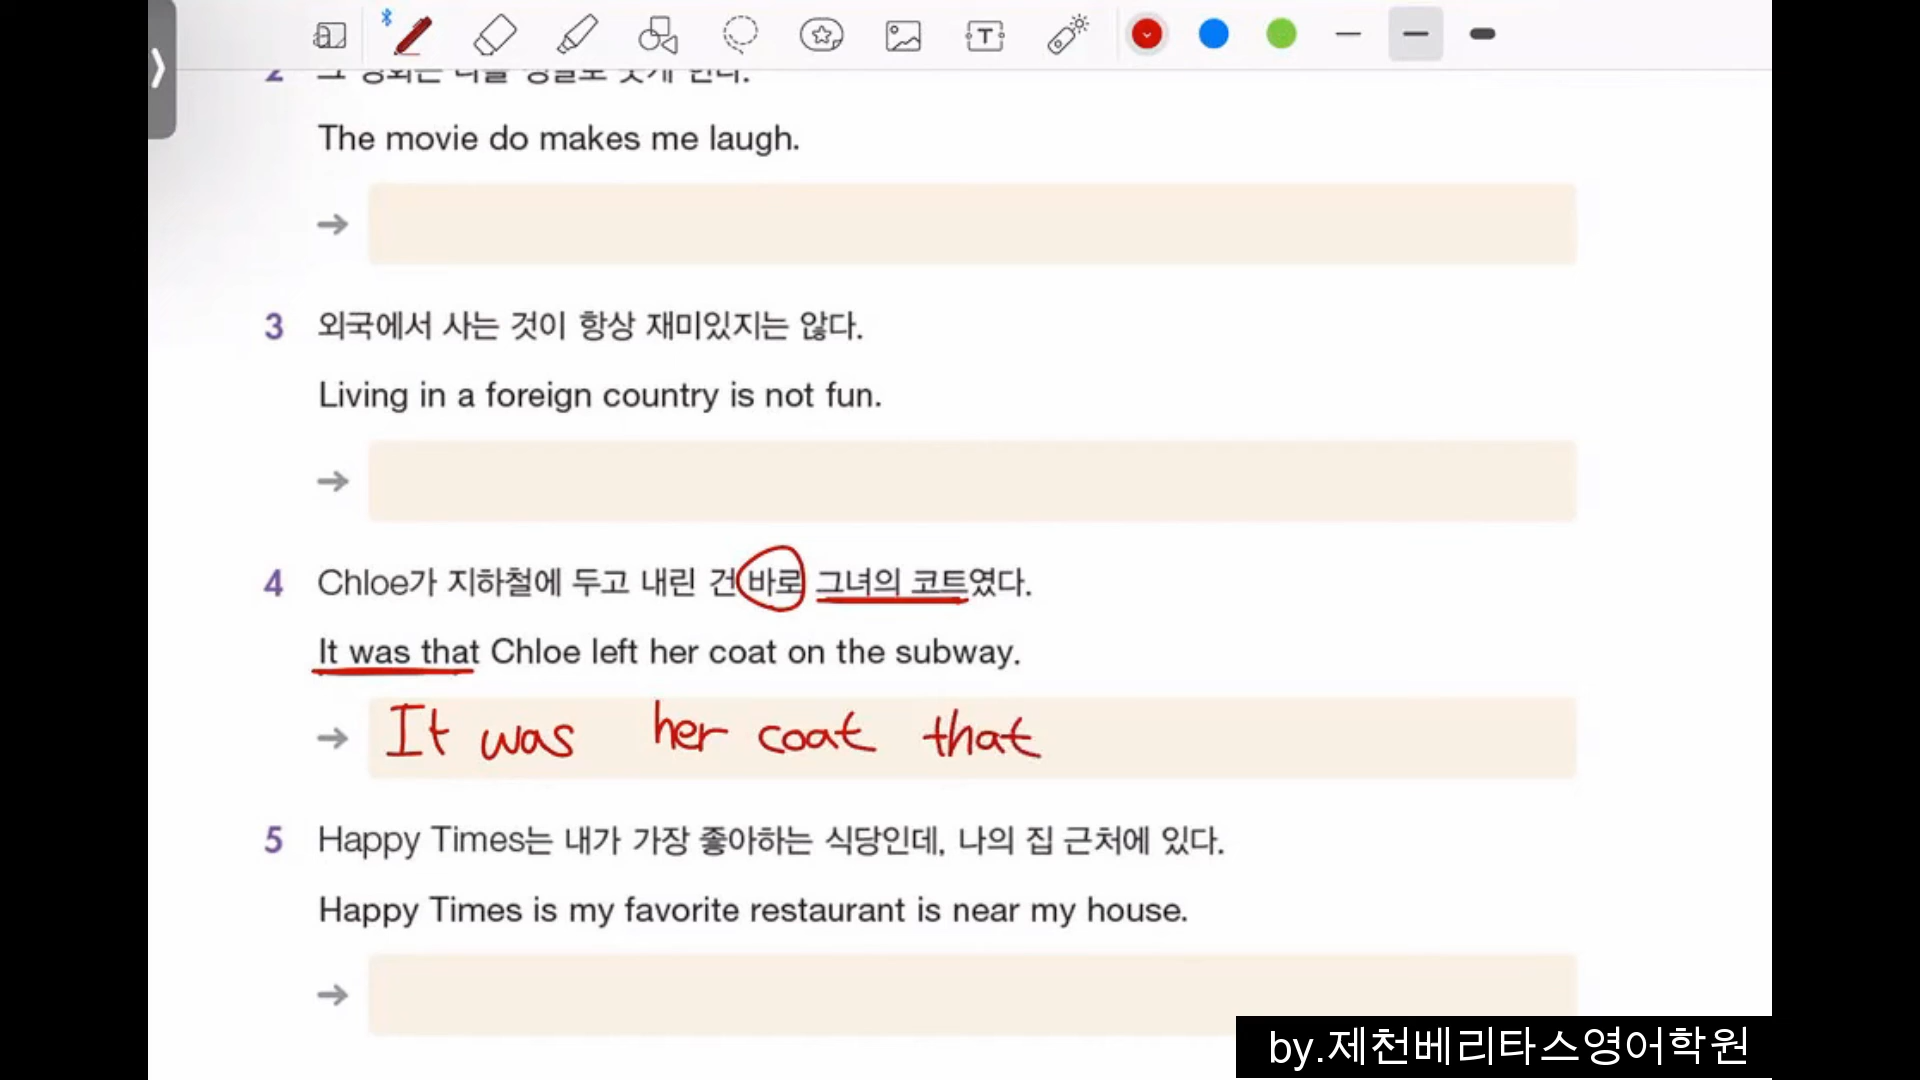 The movie do makes me laugh.
→
3 외국에서 사는 것이 항상 재미있지는 않다.
Living in a foreign country is not fun.
→
4 Chloe가 지하철에 두고 내린 건 바로 그녀의 코트였다.
It was that Chloe left her coat on the subway.
→ It was her coat that
5 Happy Times는 내가 가장 좋아하는 식당인데, 나의 집 근처에 있다.
Happy Times is my favorite restaurant is near my house.
→
by.제천베리타스영어학원